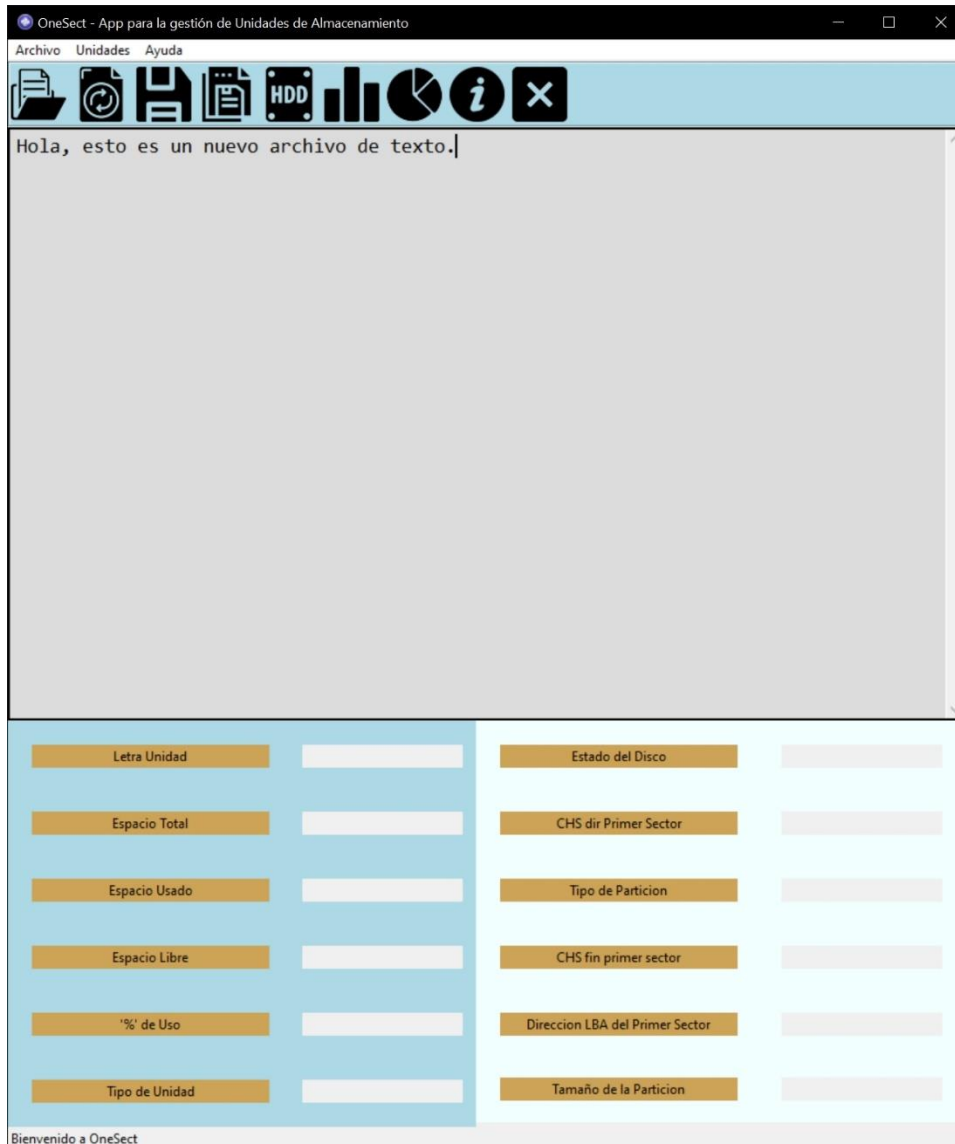 OneSect - App para la gestión de Unidades de Almacenamiento
Archivo Unidades Ayuda
HDD
i
Hola, esto es un nuevo archivo de texto.
Letra Unidad
Estado del Disco
Espacio Total
CHS dir Primer Sector
Espacio Usado
Tipo de Particion
Espacio Libre
CHS fin primer sector
'%' de Uso
Direccion LBA del Primer Sector
Tipo de Unidad
Tamaño de la Particion
Bienvenido a OneSect